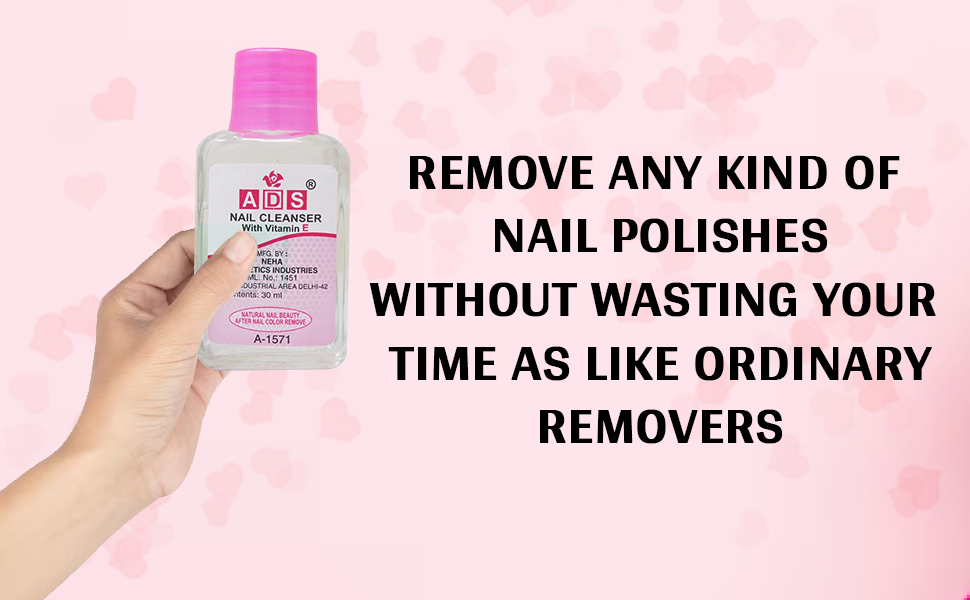 ADS ®
NAIL CLEANSER
With Vitamin E
MFG. BY :
NEHA
INDUSTRIES
ML. No.: 1451
AREA DELHI-42
30 ml
NATURAL NAIL BEAUTY
AFTER NAIL COLOR REMOVE
A-1571
REMOVE ANY KIND OF
NAIL POLISHES
WITHOUT WASTING YOUR
TIME AS LIKE ORDINARY
REMOVERS